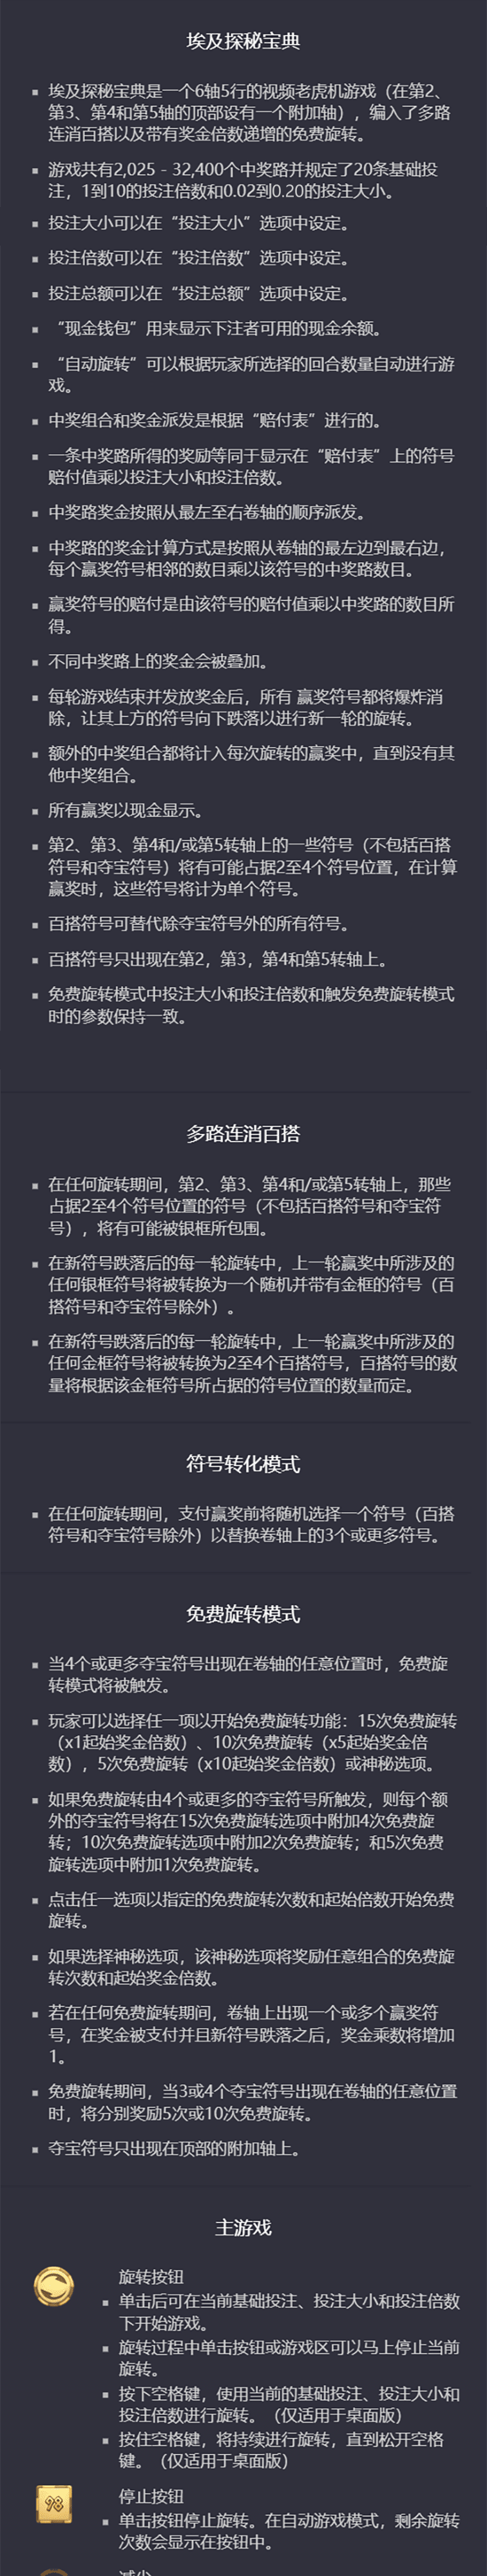 埃及探秘宝典
▪ 埃及探秘宝典是一个6轴5行的视频老虎机游戏（在第2、
第3、第4和第5轴的顶部设有一个附加轴），编入了多路
连消百搭以及带有奖金倍数递增的免费旋转。
▪ 游戏共有2,025 - 32,400个中奖路并规定了20条基础投
注，1到10的投注倍数和0.02到0.20的投注大小。
▪ 投注大小可以在“投注大小”选项中设定。
▪ 投注倍数可以在“投注倍数”选项中设定。
▪ 投注总额可以在“投注总额”选项中设定。
▪ “现金钱包”用来显示下注者可用的现金余额。
▪ “自动旋转”可以根据玩家所选择的回合数量自动进行游
戏。
▪ 中奖组合和奖金派发是根据“赔付表”进行的。
▪ 一条中奖路所得的奖励等同于显示在“赔付表”上的符号
赔付值乘以投注大小和投注倍数。
▪ 中奖路奖金按照从最左至右卷轴的顺序派发。
▪ 中奖路的奖金计算方式是按照从卷轴的最左边到最右边，
每个赢奖符号相邻的数目乘以该符号的中奖路数目。
▪ 赢奖符号的赔付是由该符号的赔付值乘以中奖路的数目所
得。
▪ 不同中奖路上的奖金会被叠加。
▪ 每轮游戏结束并发放奖金后，所有 赢奖符号都将爆炸消
除，让其上方的符号向下跌落以进行新一轮的旋转。
▪ 额外的中奖组合都将计入每次旋转的赢奖中，直到没有其
他中奖组合。
▪ 所有赢奖以现金显示。
▪ 第2、第3、第4和/或第5转轴上的一些符号（不包括百搭
符号和夺宝符号）将有可能占据2至4个符号位置，在计算
赢奖时，这些符号将计为单个符号。
▪ 百搭符号可替代除夺宝符号外的所有符号。
▪ 百搭符号只出现在第2，第3，第4和第5转轴上。
▪ 免费旋转模式中投注大小和投注倍数和触发免费旋转模式
时的参数保持一致。
多路连消百搭
▪ 在任何旋转期间，第2、第3、第4和/或第5转轴上，那些
占据2至4个符号位置的符号（不包括百搭符号和夺宝符
号），将有可能被银框所包围。
▪ 在新符号跌落后的每一轮旋转中，上一轮赢奖中所涉及的
任何银框符号将被转换为一个随机并带有金框的符号（百
搭符号和夺宝符号除外）。
▪ 在新符号跌落后的每一轮旋转中，上一轮赢奖中所涉及的
任何金框符号将被转换为2至4个百搭符号，百搭符号的数
量将根据该金框符号所占据的符号位置的数量而定。
符号转化模式
▪ 在任何旋转期间，支付赢奖前将随机选择一个符号（百搭
符号和夺宝符号除外）以替换卷轴上的3个或更多符号。
免费旋转模式
▪ 当4个或更多夺宝符号出现在卷轴的任意位置时，免费旋
转模式将被触发。
▪ 玩家可以选择任一项以开始免费旋转功能：15次免费旋转
（x1起始奖金倍数）、10次免费旋转（x5起始奖金倍
数），5次免费旋转（x10起始奖金倍数）或神秘选项。
▪ 如果免费旋转由4个或更多的夺宝符号所触发，则每个额
外的夺宝符号将在15次免费旋转选项中附加4次免费旋
转；10次免费旋转选项中附加2次免费旋转；和5次免费
旋转选项中附加1次免费旋转。
▪ 点击任一选项以指定的免费旋转次数和起始倍数开始免费
旋转。
▪ 如果选择神秘选项，该神秘选项将奖励任意组合的免费旋
转次数和起始奖金倍数。
▪ 若在任何免费旋转期间，卷轴上出现一个或多个赢奖符
号，在奖金被支付并且新符号跌落之后，奖金乘数将增加
1。
▪ 免费旋转期间，当3或4个夺宝符号出现在卷轴的任意位置
时，将分别奖励5次或10次免费旋转。
▪ 夺宝符号只出现在顶部的附加轴上。
主游戏
旋转按钮
▪ 单击后可在当前基础投注、投注大小和投注倍数
下开始游戏。
▪ 旋转过程中单击按钮或游戏区可以马上停止当前
旋转。
▪ 按下空格键，使用当前的基础投注、投注大小和
投注倍数进行旋转。（仅适用于桌面版）
▪ 按住空格键，将持续进行旋转，直到松开空格
键。（仅适用于桌面版）
98
停止按钮
▪ 单击按钮停止旋转。在自动游戏模式，剩余旋转
次数会显示在按钮中。